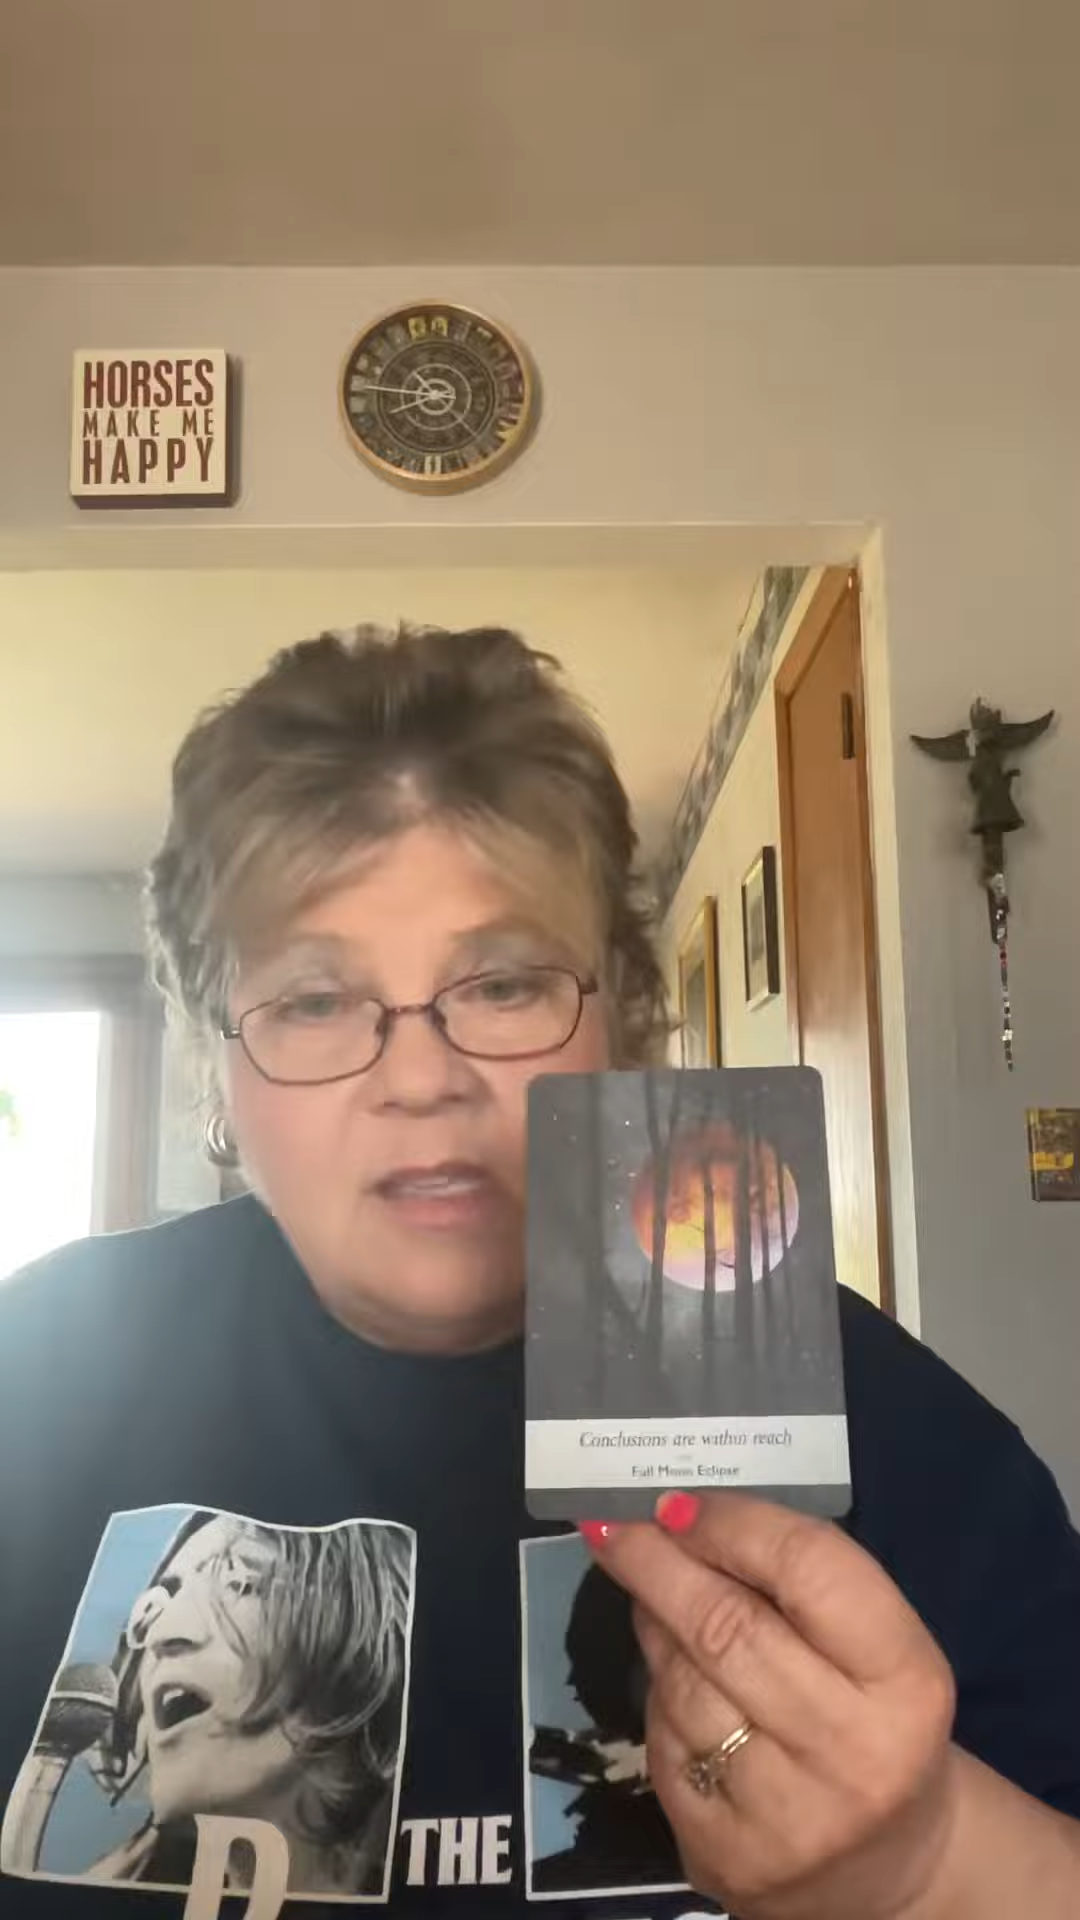 HORSES
MAKE ME
HAPPY
Conclusions are within reach
Full Moon Eclipse
THE